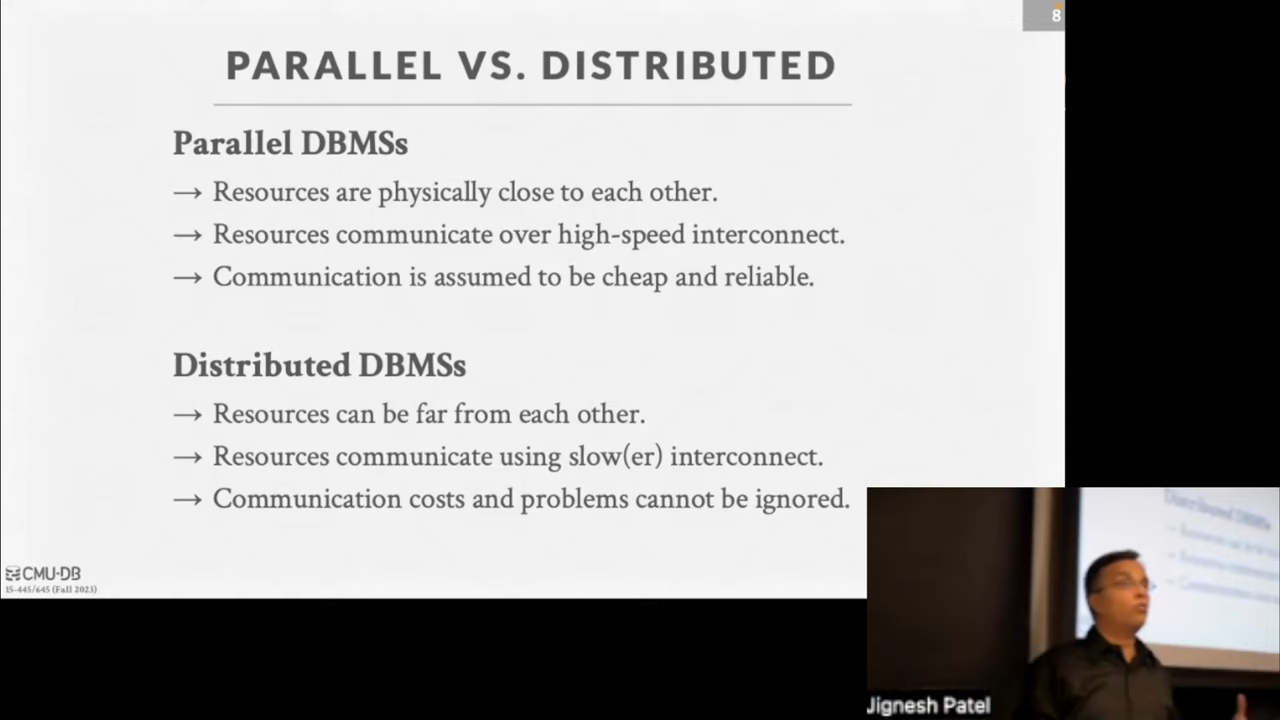 8
PARALLEL VS. DISTRIBUTED
Parallel DBMSs
→ Resources are physically close to each other.
→ Resources communicate over high-speed interconnect.
→ Communication is assumed to be cheap and reliable.
Distributed DBMSs
→ Resources can be far from each other.
→ Resources communicate using slow(er) interconnect.
→ Communication costs and problems cannot be ignored.
CMU·DB
15-445/645 (Fall 2023)
Distributed DBMSs
Jignesh Patel